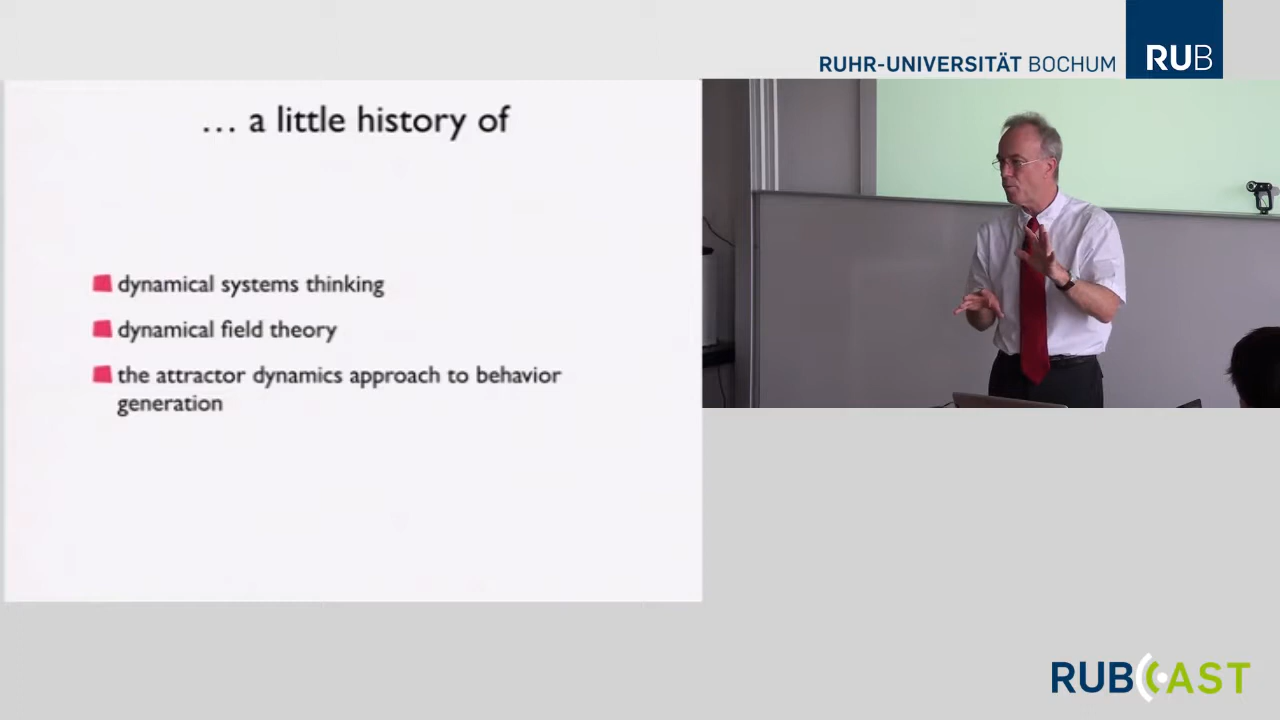 RUHR-UNIVERSITÄT BOCHUM
RUB
… a little history of
dynamical systems thinking
dynamical field theory
the attractor dynamics approach to behavior
generation
RUBCAST